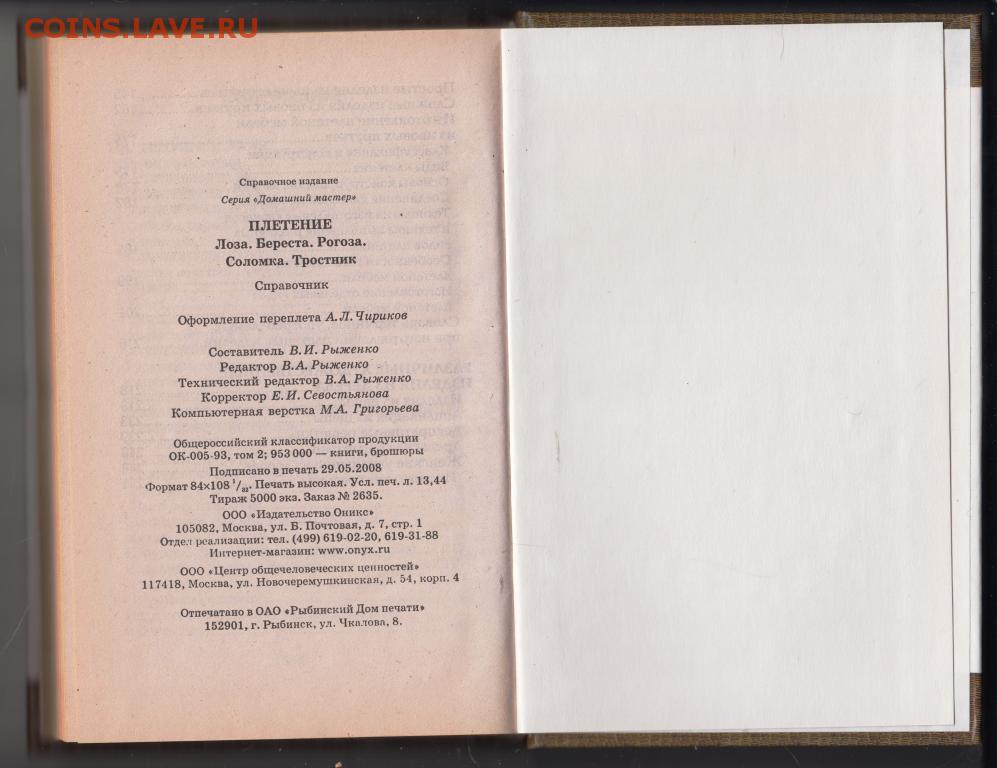 COINS.LAVE.RU
Справочное издание
Серия «Домашний мастер»
ПЛЕТЕНИЕ
Лоза. Береста. Рогоза.
Соломка. Тростник
Справочник
Оформление переплета А.Л. Чириков
Составитель В.И. Рыженко
Редактор В.А. Рыженко
Технический редактор В.А. Рыженко
Корректор Е.И. Севостьянова
Компьютерная верстка М.А. Григорьева
Общероссийский классификатор продукции
ОК-005-93, том 2; 953 000 — книги, брошюры
Подписано в печать 29.05.2008
Формат 84×108 1/32. Печать высокая. Усл. печ. л. 13,44
Тираж 5000 экз. Заказ № 2635.
ООО «Издательство Оникс»
105082, Москва, ул. Б. Почтовая, д. 7, стр. 1
Отдел реализации: тел. (499) 619-02-20, 619-31-88
Интернет-магазин: www.onyx.ru
ООО «Центр общечеловеческих ценностей»
117418, Москва, ул. Новочеремушкинская, д. 54, корп. 4
Отпечатано в ОАО «Рыбинский Дом печати»
152901, г. Рыбинск, ул. Чкалова, 8.